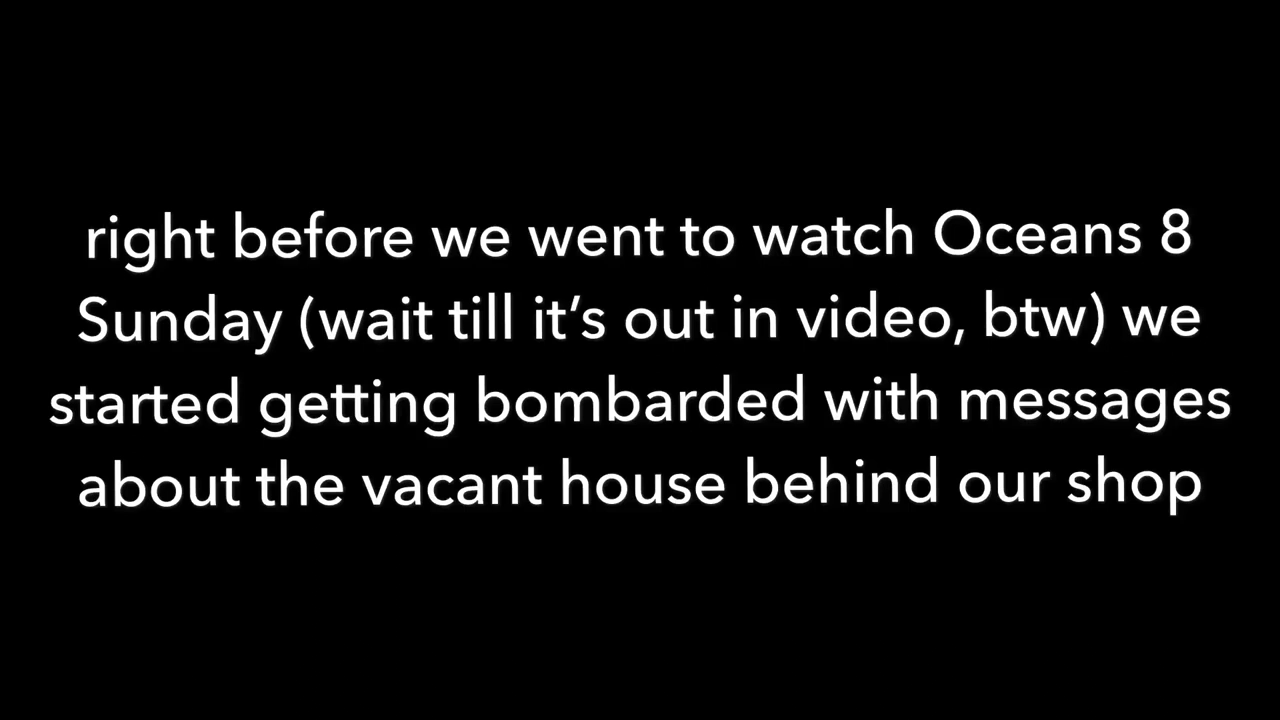 right before we went to watch Oceans 8
Sunday (wait till it’s out in video, btw) we
started getting bombarded with messages
about the vacant house behind our shop